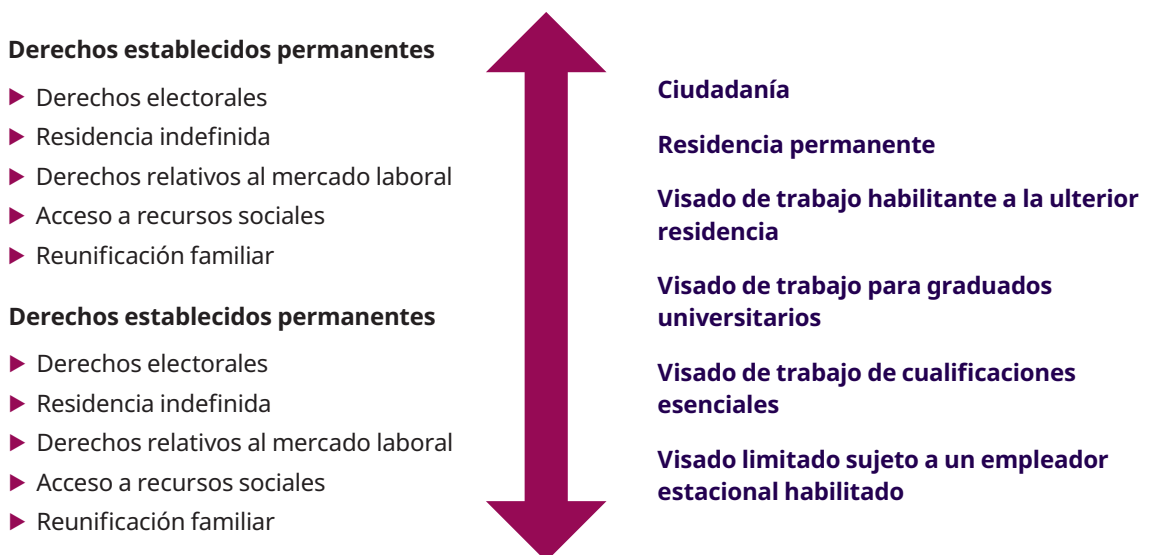 Derechos establecidos permanentes
Derechos electorales
Residencia indefinida
Derechos relativos al mercado laboral
Acceso a recursos sociales
Reunificación familiar
Derechos establecidos permanentes
Derechos electorales
Residencia indefinida
Derechos relativos al mercado laboral
Acceso a recursos sociales
Reunificación familiar
Ciudadanía
Residencia permanente
Visado de trabajo habilitante a la ulterior
residencia
Visado de trabajo para graduados
universitarios
Visado de trabajo de cualificaciones
esenciales
Visado limitado sujeto a un empleador
estacional habilitado